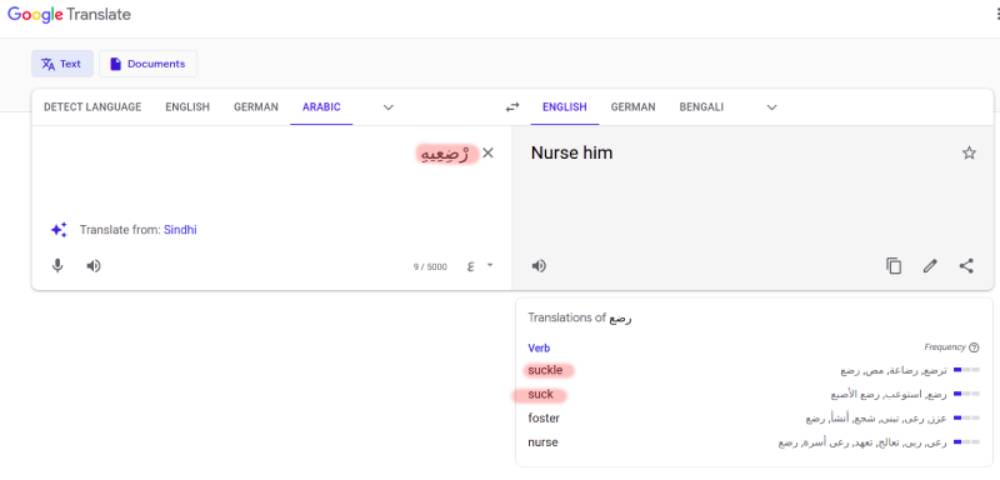 Google Translate
Text Documents
DETECT LANGUAGE ENGLISH GERMAN ARABIC ENGLISH GERMAN BENGALI
رْضِعِيهِ
Nurse him
Translate from: Sindhi
9 / 5000 ع
Translations of رضع
Verb Frequency
suckle ترضع, رضاعة, مص, رضع
suck رضع, استوعب, رضع الأصبع
foster عزز, رعى, تبنى, شجع, أنشأ, رضع
nurse رعى, ربى, تعالج, تعهد, رعى أسرة, رضع